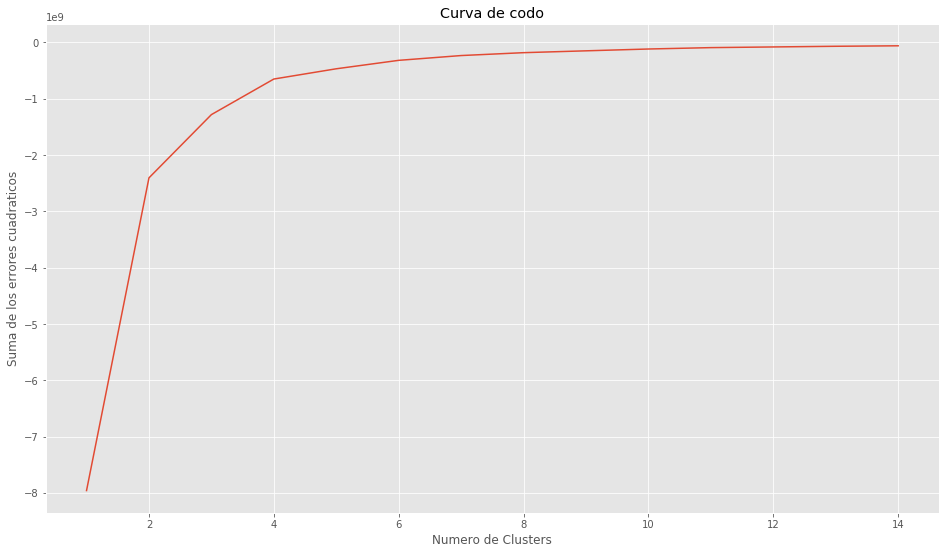 Curva de codo
1e9
0
−1
−2
−3
−4
−5
−6
−7
−8
Suma de los errores cuadraticos
2 4 6 8 10 12 14
Numero de Clusters